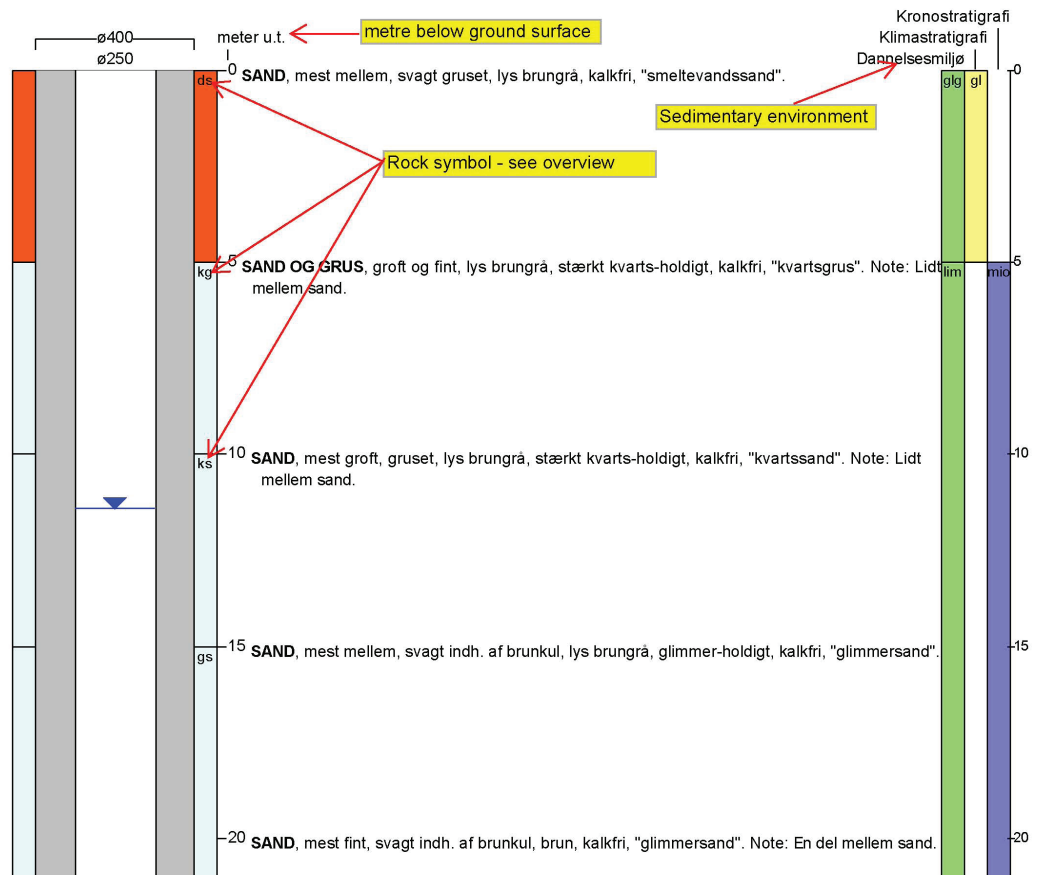 Kronostratigrafi
ø400 meter u.t. metre below ground surface Klimastratigrafi
ø250 Dannelsesmiljø
0 0
ds SAND, mest mellem, svagt gruset, lys brungrå, kalkfri, "smeltevandssand". glg gl
Sedimentary environment
Rock symbol - see overview
5 5
kg SAND OG GRUS, groft og fint, lys brungrå, stærkt kvarts-holdigt, kalkfri, "kvartsgrus". Note: Lidt lim mio
mellem sand.
10 10
ks SAND, mest groft, gruset, lys brungrå, stærkt kvarts-holdigt, kalkfri, "kvartssand". Note: Lidt
mellem sand.
15 15
gs SAND, mest mellem, svagt indh. af brunkul, lys brungrå, glimmer-holdigt, kalkfri, "glimmersand".
20 20
SAND, mest fint, svagt indh. af brunkul, brun, kalkfri, "glimmersand". Note: En del mellem sand.